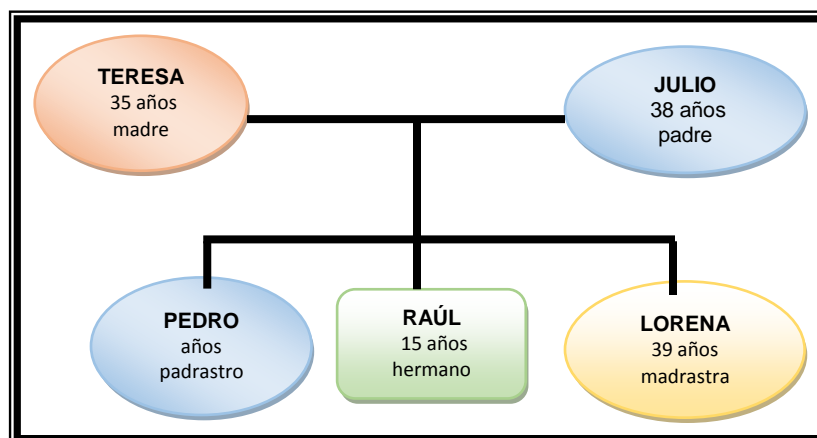 TERESA
35 años
madre
JULIO
38 años
padre
PEDRO
años
padrastro
RAÚL
15 años
hermano
LORENA
39 años
madrastra